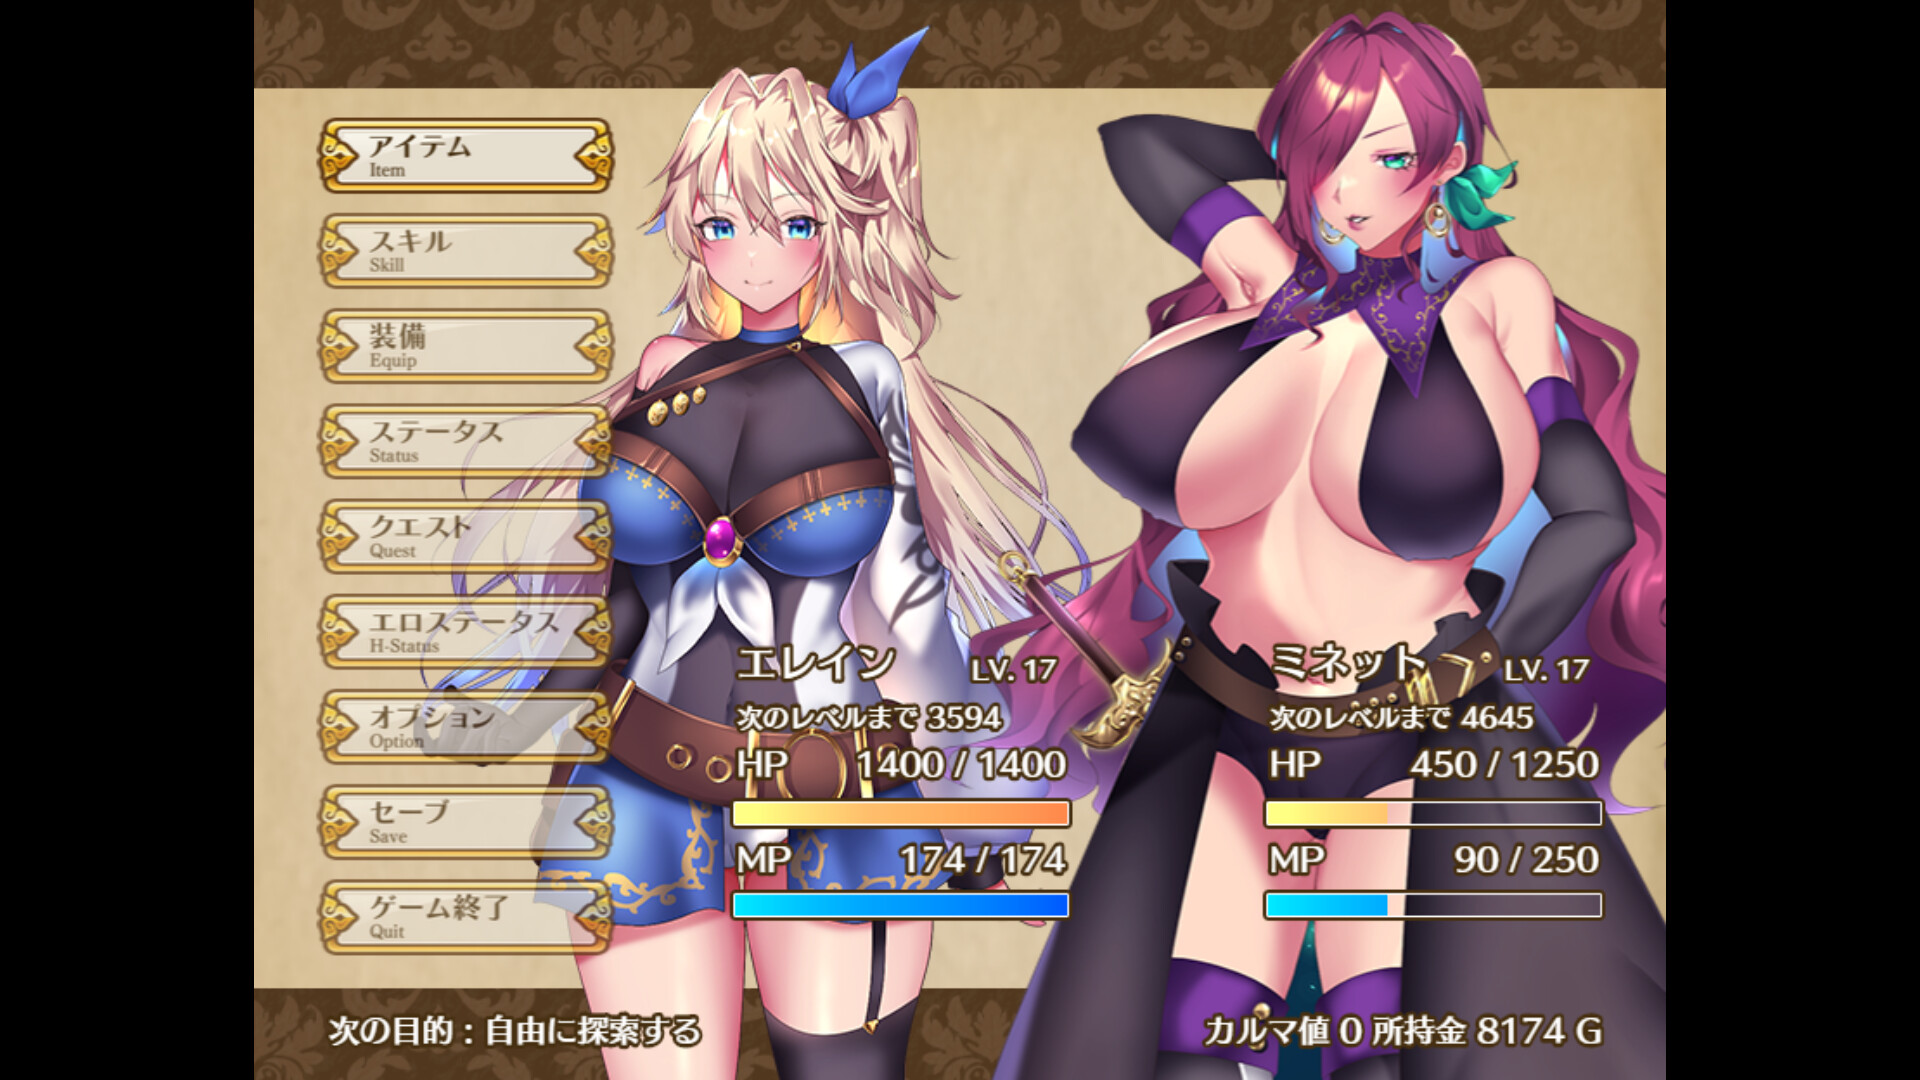 アイテム
Item
スキル
Skill
装備
Equip
ステータス
Status
クエスト
Quest
エロステータス
H-Status
オプション
Option
セーブ
Save
ゲーム終了
Quit
エレイン LV. 17
次のレベルまで 3594
HP 1400 / 1400
MP 174 / 174
ミネット LV. 17
次のレベルまで 4645
HP 450 / 1250
MP 90 / 250
次の目的：自由に探索する
カルマ値 0 所持金 8174 G